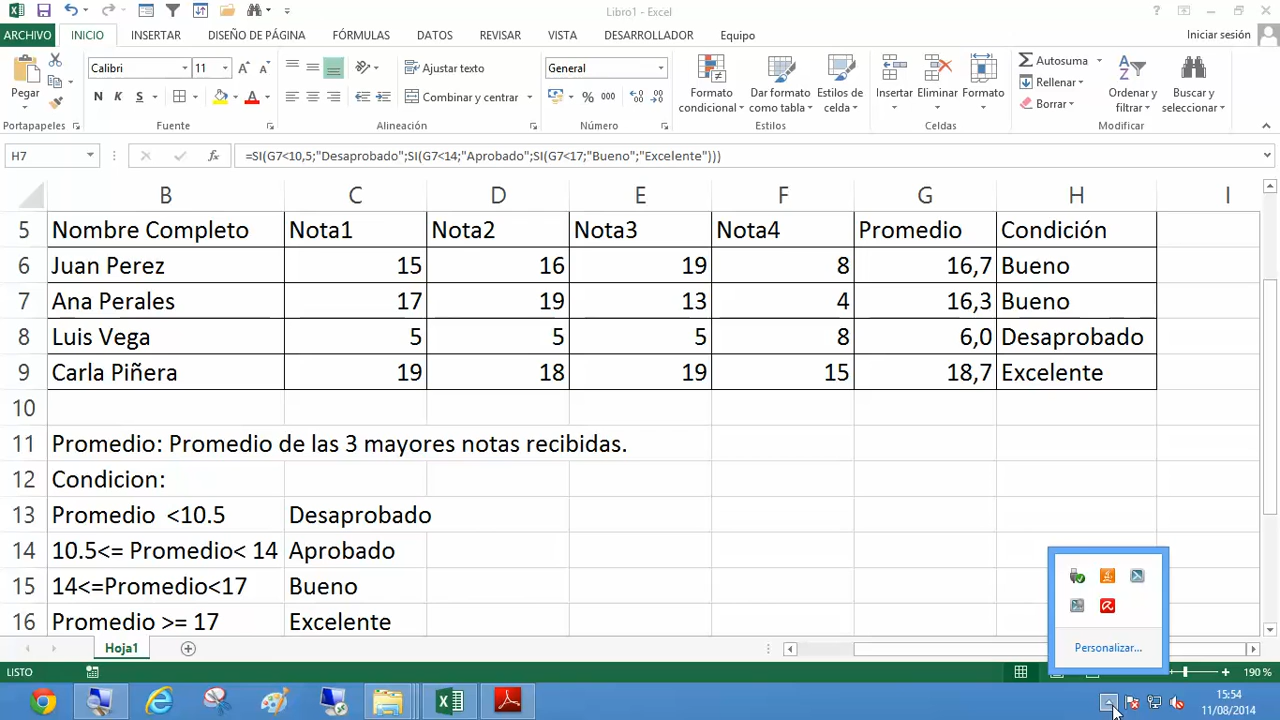 Libro1 - Excel
ARCHIVO INICIO INSERTAR DISEÑO DE PÁGINA FÓRMULAS DATOS REVISAR VISTA DESARROLLADOR Equipo Iniciar sesión
Pegar
Calibri 11
N K S
Ajustar texto
Combinar y centrar
General
% 000
Formato condicional
Dar formato como tabla
Estilos de celda
Insertar Eliminar Formato
Autosuma
Rellenar
Borrar
Ordenar y filtrar
Buscar y seleccionar
Portapapeles Fuente Alineación Número Estilos Celdas Modificar
H7 fx =SI(G7<10,5;"Desaprobado";SI(G7<14;"Aprobado";SI(G7<17;"Bueno";"Excelente")))
B C D E F G H I
5 Nombre Completo Nota1 Nota2 Nota3 Nota4 Promedio Condición
6 Juan Perez 15 16 19 8 16,7 Bueno
7 Ana Perales 17 19 13 4 16,3 Bueno
8 Luis Vega 5 5 5 8 6,0 Desaprobado
9 Carla Piñera 19 18 19 15 18,7 Excelente
10
11 Promedio: Promedio de las 3 mayores notas recibidas.
12 Condicion:
13 Promedio <10.5 Desaprobado
14 10.5<= Promedio< 14 Aprobado
15 14<=Promedio<17 Bueno
16 Promedio >= 17 Excelente
Personalizar...
Hoja1
LISTO 190 %
15:54
11/08/2014